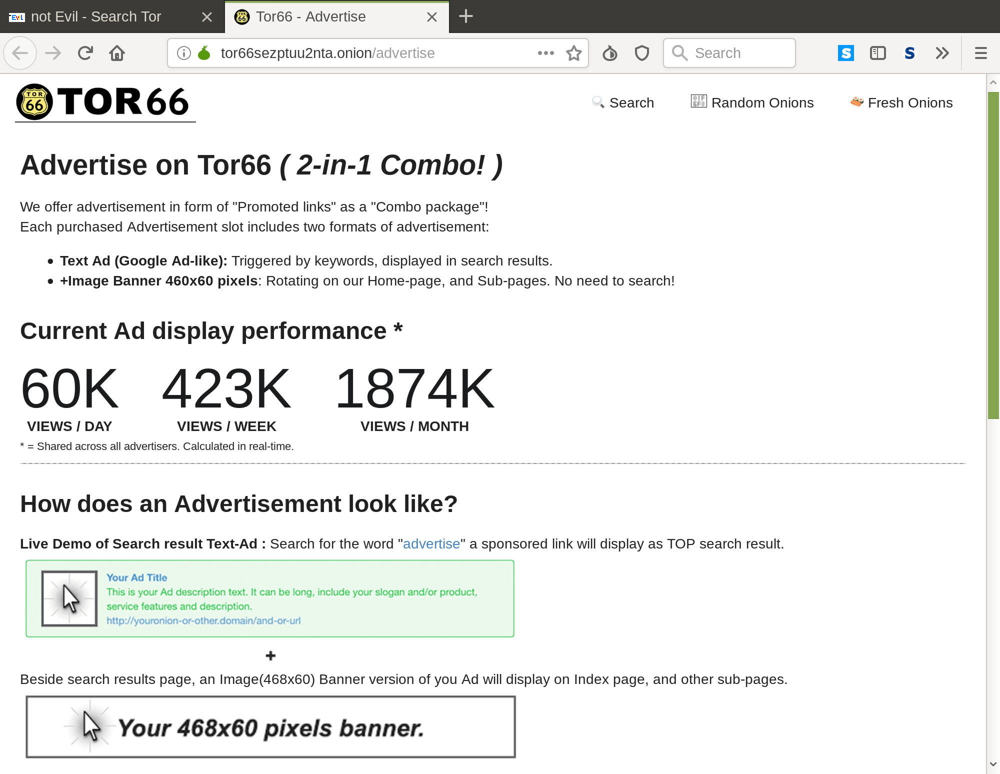 not Evil - Search Tor
Tor66 - Advertise
tor66sezptuu2nta.onion/advertise
Search
TOR 66 TOR66
Search
Random Onions
Fresh Onions
Advertise on Tor66 ( 2-in-1 Combo! )
We offer advertisement in form of "Promoted links" as a "Combo package"!
Each purchased Advertisement slot includes two formats of advertisement:
• Text Ad (Google Ad-like): Triggered by keywords, displayed in search results.
• +Image Banner 460x60 pixels: Rotating on our Home-page, and Sub-pages. No need to search!
Current Ad display performance *
60K 423K 1874K
VIEWS / DAY VIEWS / WEEK VIEWS / MONTH
* = Shared across all advertisers. Calculated in real-time.
How does an Advertisement look like?
Live Demo of Search result Text-Ad : Search for the word "advertise" a sponsored link will display as TOP search result.
Your Ad Title
This is your Ad description text. It can be long, include your slogan and/or product,
service features and description.
http://youronion-or-other.domain/and-or-url
+
Beside search results page, an Image(468x60) Banner version of you Ad will display on Index page, and other sub-pages.
Your 468x60 pixels banner.